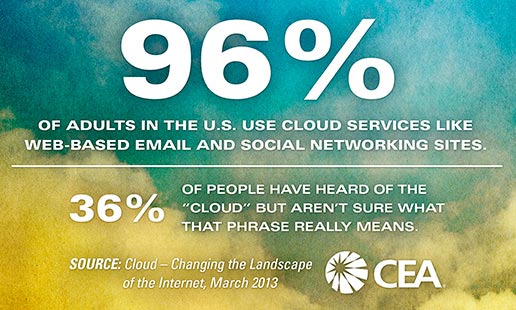 96%
OF ADULTS IN THE U.S. USE CLOUD SERVICES LIKE
WEB-BASED EMAIL AND SOCIAL NETWORKING SITES.
36%
OF PEOPLE HAVE HEARD OF THE
“CLOUD” BUT AREN’T SURE WHAT
THAT PHRASE REALLY MEANS.
SOURCE: Cloud – Changing the Landscape
of the Internet, March 2013
CEA